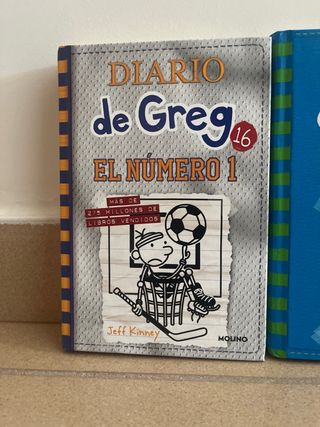 DIARIO
de Greg
16
EL NÚMERO 1
MÁS DE
275 MILLONES DE
LIBROS VENDIDOS
Jeff Kinney
MOLINO